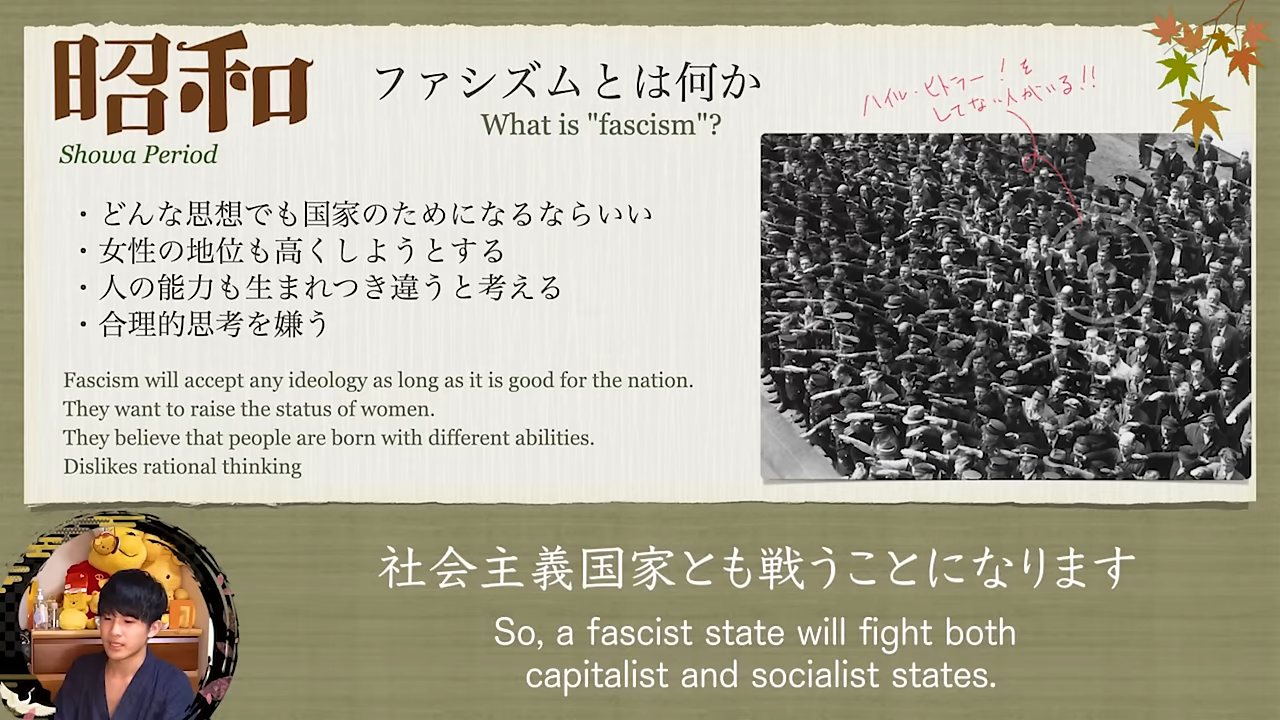 昭和
Showa Period
ファシズムとは何か
What is "fascism"?
ハイル・ヒトラー！を
してない人がいる!!
・どんな思想でも国家のためになるならいい
・女性の地位も高くしようとする
・人の能力も生まれつき違うと考える
・合理的思考を嫌う
Fascism will accept any ideology as long as it is good for the nation.
They want to raise the status of women.
They believe that people are born with different abilities.
Dislikes rational thinking
社会主義国家とも戦うことになります
So, a fascist state will fight both
capitalist and socialist states.